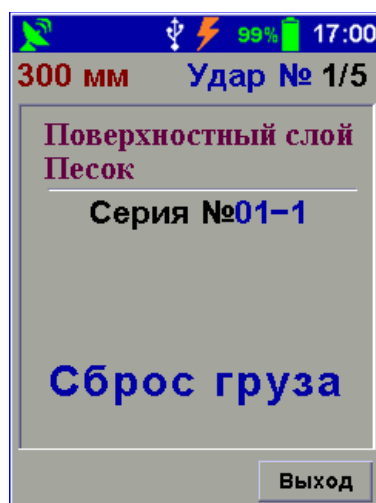 99% 17:00
300 мм Удар № 1/5
Поверхностный слой
Песок
Серия №01-1
Сброс груза
Выход